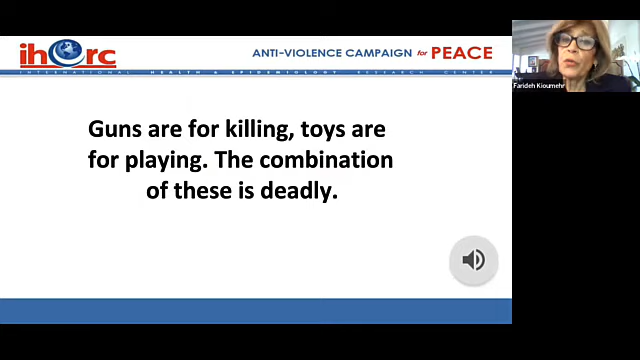 iherc
ANTI-VIOLENCE CAMPAIGN for PEACE
INTERNATIONAL HEALTH & EPIDEMIOLOGY RESEARCH CENTER
Guns are for killing, toys are
for playing. The combination
of these is deadly.
Farideh Kioumehr